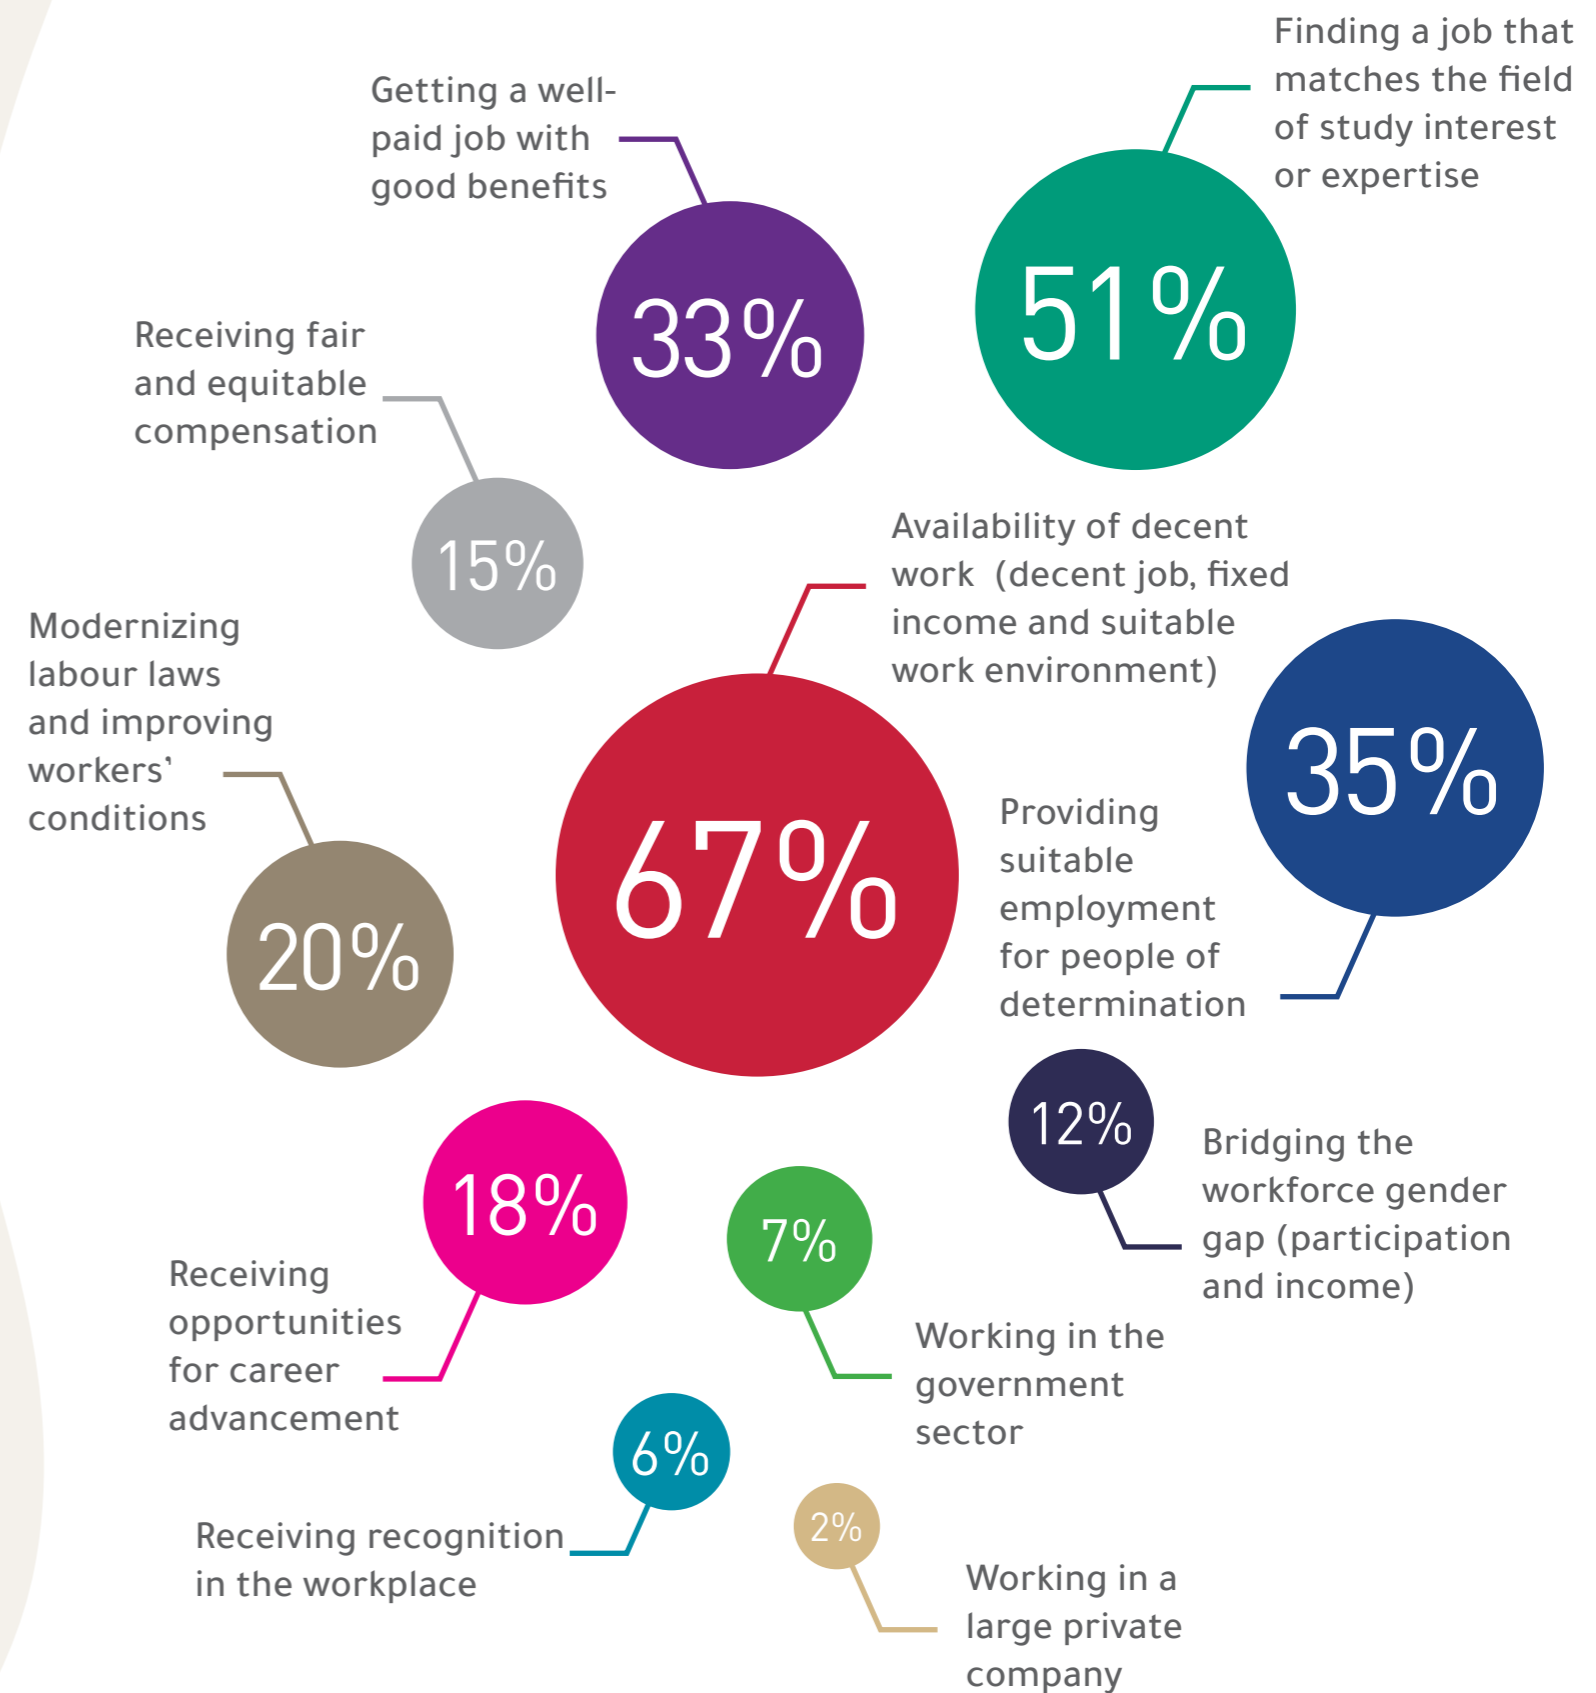 Finding a job that
matches the field
of study interest
or expertise
51%
Getting a well-
paid job with
good benefits
33%
Receiving fair
and equitable
compensation
15%
Availability of decent
work (decent job, fixed
income and suitable
work environment)
67%
Modernizing
labour laws
and improving
workers’
conditions
20%
35%
Providing
suitable
employment
for people of
determination
12%
Bridging the
workforce gender
gap (participation
and income)
18%
Receiving
opportunities
for career
advancement
7%
Working in the
government
sector
6%
Receiving recognition
in the workplace
2%
Working in a
large private
company